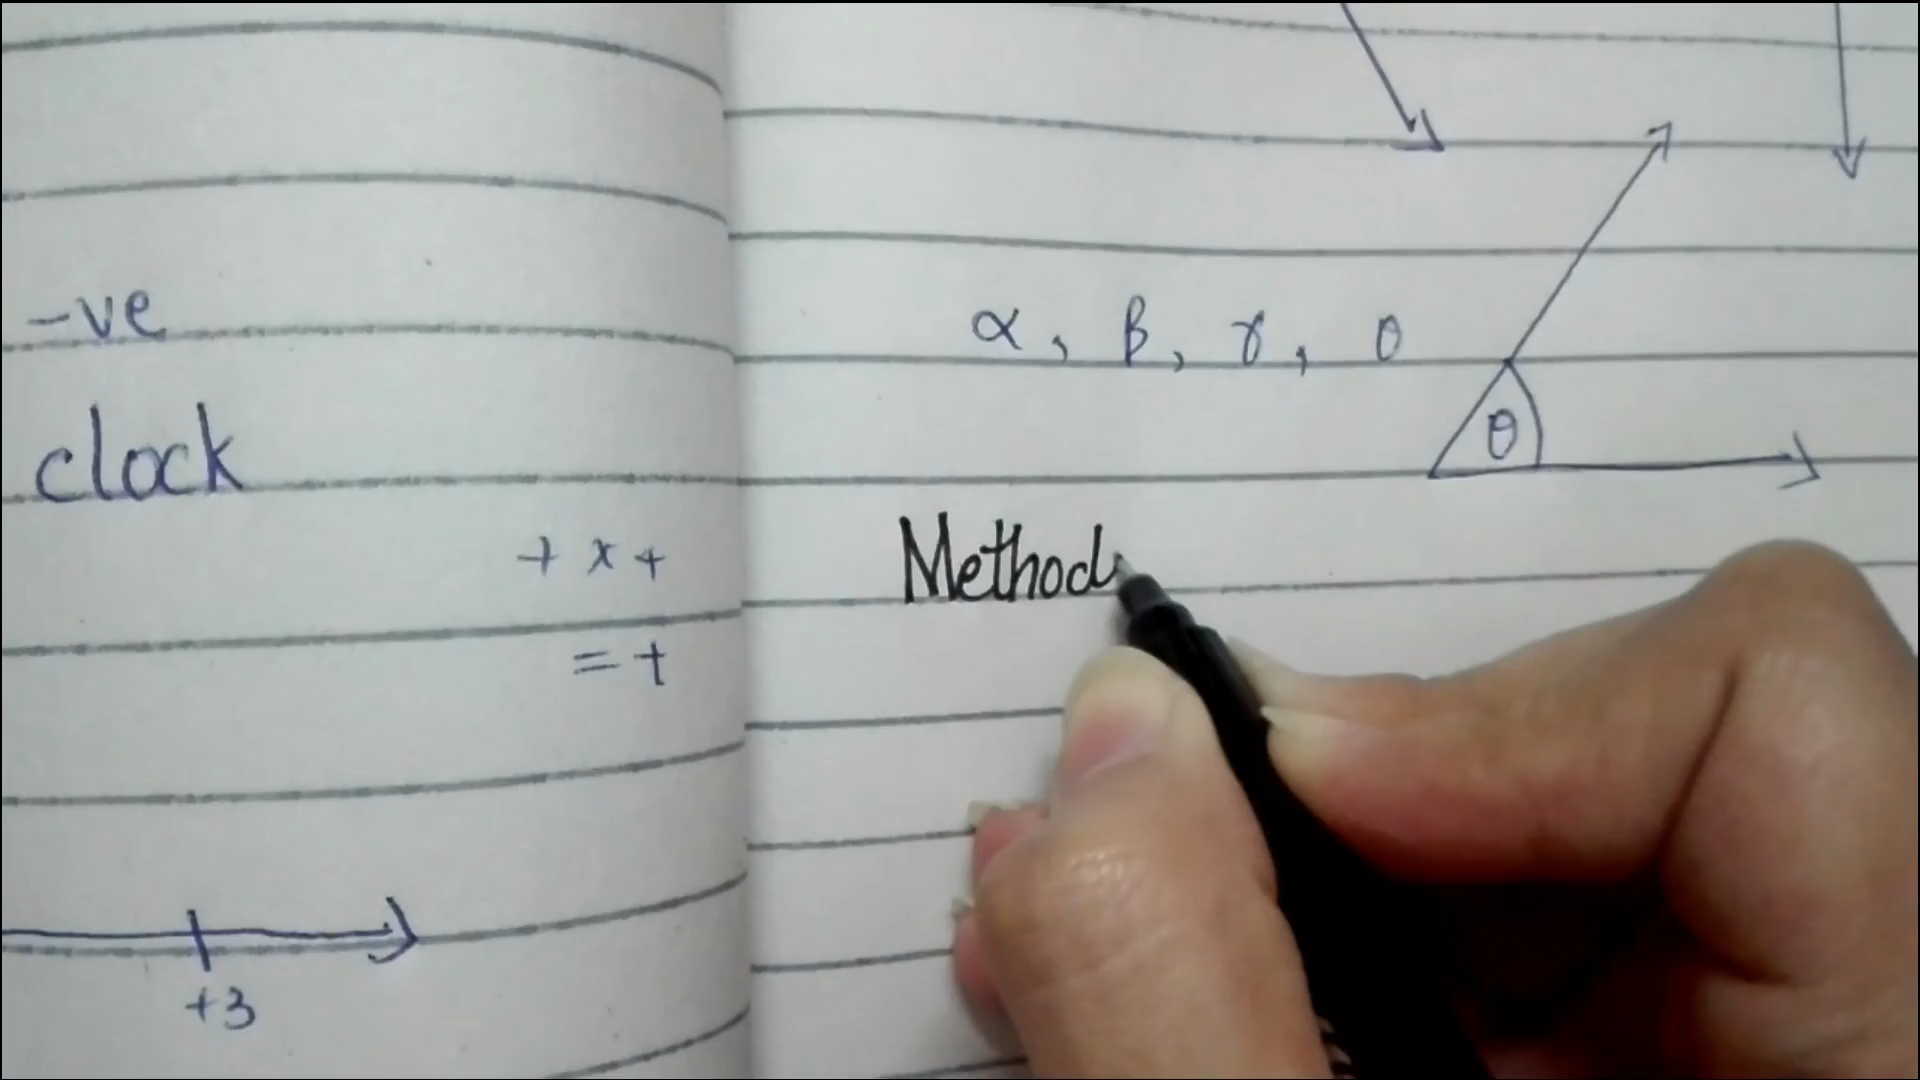 -ve
clock
+ x +
= +
+3
α, β, γ, θ
θ
Method